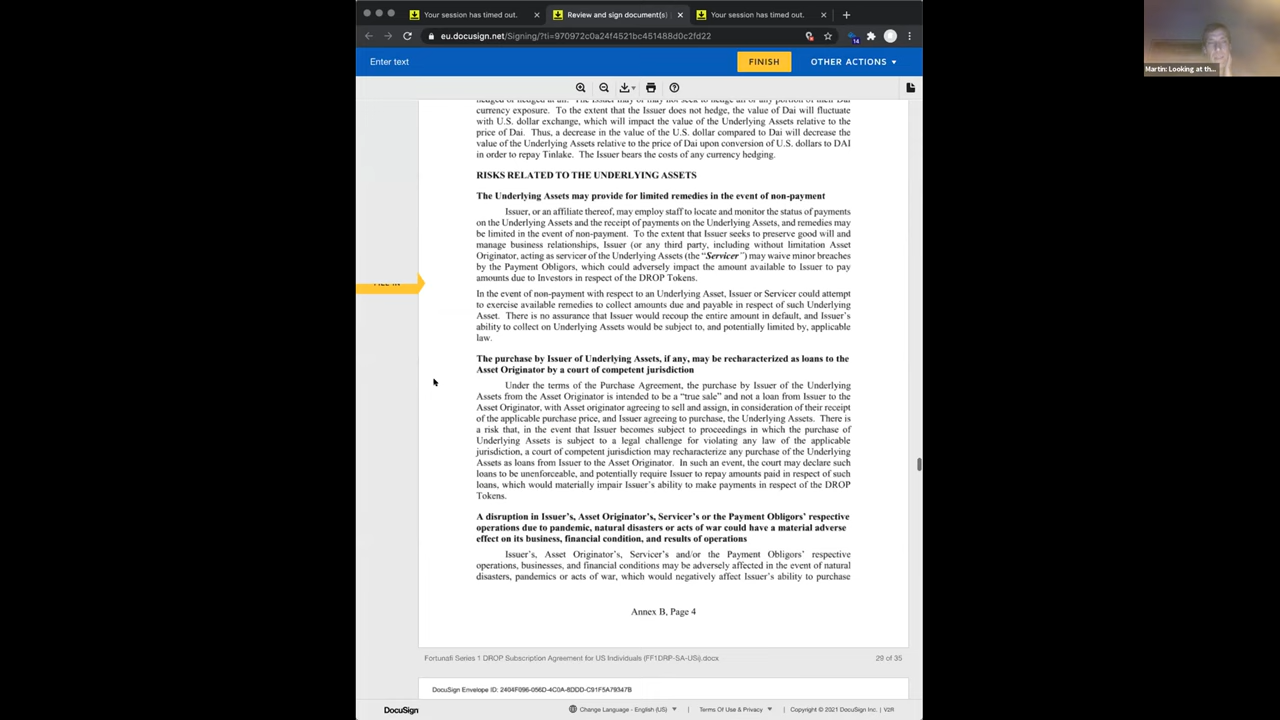 Your session has timed out.
Review and sign document(s)
Your session has timed out.
eu.docusign.net/Signing/?ti=970972c0a24f4521bc451488d0c2fd22
14
Enter text
FINISH
OTHER ACTIONS
Martin: Looking at th...
currency exposure. To the extent that the Issuer does not hedge, the value of Dai will fluctuate
with U.S. dollar exchange, which will impact the value of the Underlying Assets relative to the
price of Dai. Thus, a decrease in the value of the U.S. dollar compared to Dai will decrease the
value of the Underlying Assets relative to the price of Dai upon conversion of U.S. dollars to DAI
in order to repay Tinlake. The Issuer bears the costs of any currency hedging.
RISKS RELATED TO THE UNDERLYING ASSETS
The Underlying Assets may provide for limited remedies in the event of non-payment
Issuer, or an affiliate thereof, may employ staff to locate and monitor the status of payments
on the Underlying Assets and the receipt of payments on the Underlying Assets, and remedies may
be limited in the event of non-payment. To the extent that Issuer seeks to preserve good will and
manage business relationships, Issuer (or any third party, including without limitation Asset
Originator, acting as servicer of the Underlying Assets (the “Servicer”) may waive minor breaches
by the Payment Obligors, which could adversely impact the amount available to Issuer to pay
amounts due to Investors in respect of the DROP Tokens.
In the event of non-payment with respect to an Underlying Asset, Issuer or Servicer could attempt
to exercise available remedies to collect amounts due and payable in respect of such Underlying
Asset. There is no assurance that Issuer would recoup the entire amount in default, and Issuer’s
ability to collect on Underlying Assets would be subject to, and potentially limited by, applicable
law.
The purchase by Issuer of Underlying Assets, if any, may be recharacterized as loans to the
Asset Originator by a court of competent jurisdiction
Under the terms of the Purchase Agreement, the purchase by Issuer of the Underlying
Assets from the Asset Originator is intended to be a “true sale” and not a loan from Issuer to the
Asset Originator, with Asset originator agreeing to sell and assign, in consideration of their receipt
of the applicable purchase price, and Issuer agreeing to purchase, the Underlying Assets. There is
a risk that, in the event that Issuer becomes subject to proceedings in which the purchase of
Underlying Assets is subject to a legal challenge for violating any law of the applicable
jurisdiction, a court of competent jurisdiction may recharacterize any purchase of the Underlying
Assets as loans from Issuer to the Asset Originator. In such an event, the court may declare such
loans to be unenforceable, and potentially require Issuer to repay amounts paid in respect of such
loans, which would materially impair Issuer’s ability to make payments in respect of the DROP
Tokens.
A disruption in Issuer’s, Asset Originator’s, Servicer’s or the Payment Obligors’ respective
operations due to pandemic, natural disasters or acts of war could have a material adverse
effect on its business, financial condition, and results of operations
Issuer’s, Asset Originator’s, Servicer’s and/or the Payment Obligors’ respective
operations, businesses, and financial conditions may be adversely affected in the event of natural
disasters, pandemics or acts of war, which would negatively affect Issuer’s ability to purchase
Annex B, Page 4
Fortunafi Series 1 DROP Subscription Agreement for US Individuals (FF1DRP-SA-USi).docx
29 of 35
DocuSign Envelope ID: 2404F096-056D-4C0A-8DDD-C91F5A79347B
DocuSign
Change Language - English (US)
Terms Of Use & Privacy
Copyright © 2021 DocuSign Inc.
V2R